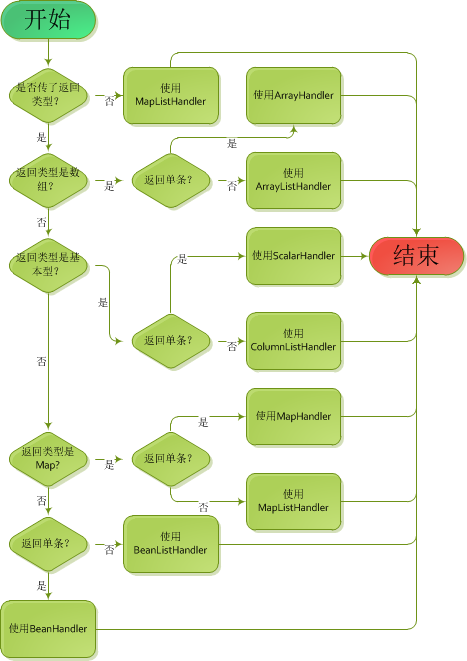 开始
是否传了返回
类型？
否
使用
MapListHandler
使用ArrayHandler
是
是
返回类型是数
组？
是
返回单条？
否
使用
ArrayListHandler
否
返回类型是基
本型？
是
使用ScalarHandler
结束
是
返回单条？
否
使用
ColumnListHandler
否
是
使用MapHandler
返回类型是
Map?
是
返回单条？
否
使用
MapListHandler
否
返回单条？
否
使用
BeanListHandler
是
使用BeanHandler